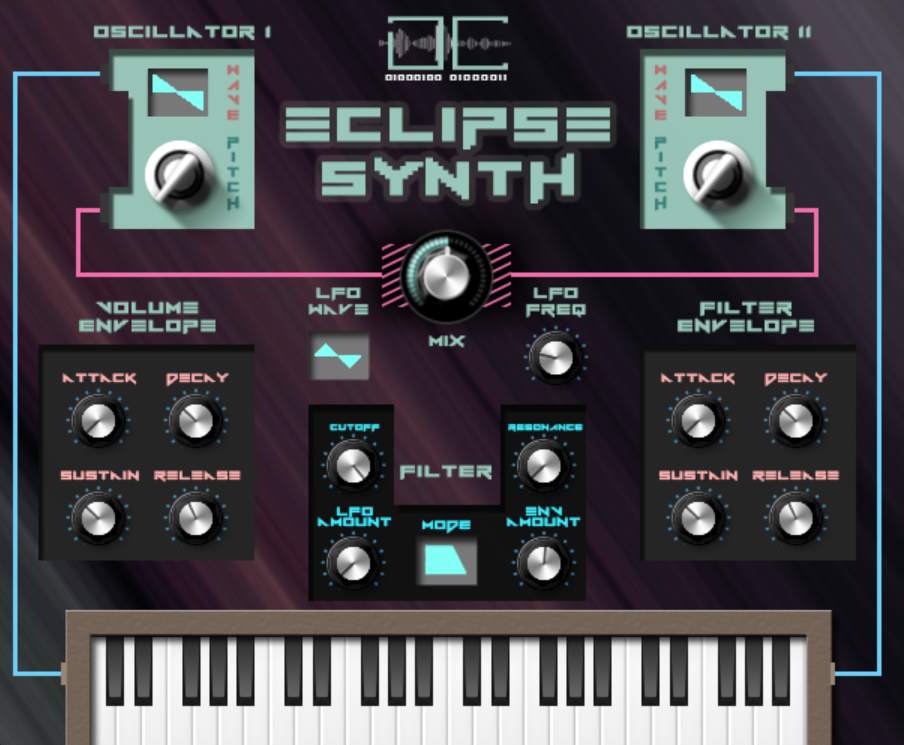 OSCILLATOR I
DC
01000100 01000011
OSCILLATOR II
WAVE
PITCH
ECLIPSE
SYNTH
WAVE
PITCH
VOLUME
ENVELOPE
LFO
WAVE
MIX
LFO
FREQ
FILTER
ENVELOPE
ATTACK
DECAY
SUSTAIN
RELEASE
CUTOFF
RESONANCE
FILTER
LFO
AMOUNT
MODE
ENV
AMOUNT
ATTACK
DECAY
SUSTAIN
RELEASE